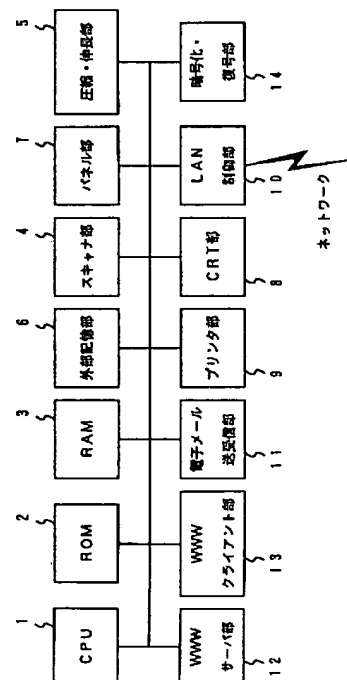 1
CPU
2
ROM
3
RAM
6
外部記憶部
4
スキャナ部
7
パネル部
5
圧縮・伸長部
WWW
サーバ部
12
WWW
クライアント部
13
電子メール
送受信部
11
プリンタ部
9
CRT部
8
LAN
制御部
10
暗号化・
復号部
14
ネットワーク